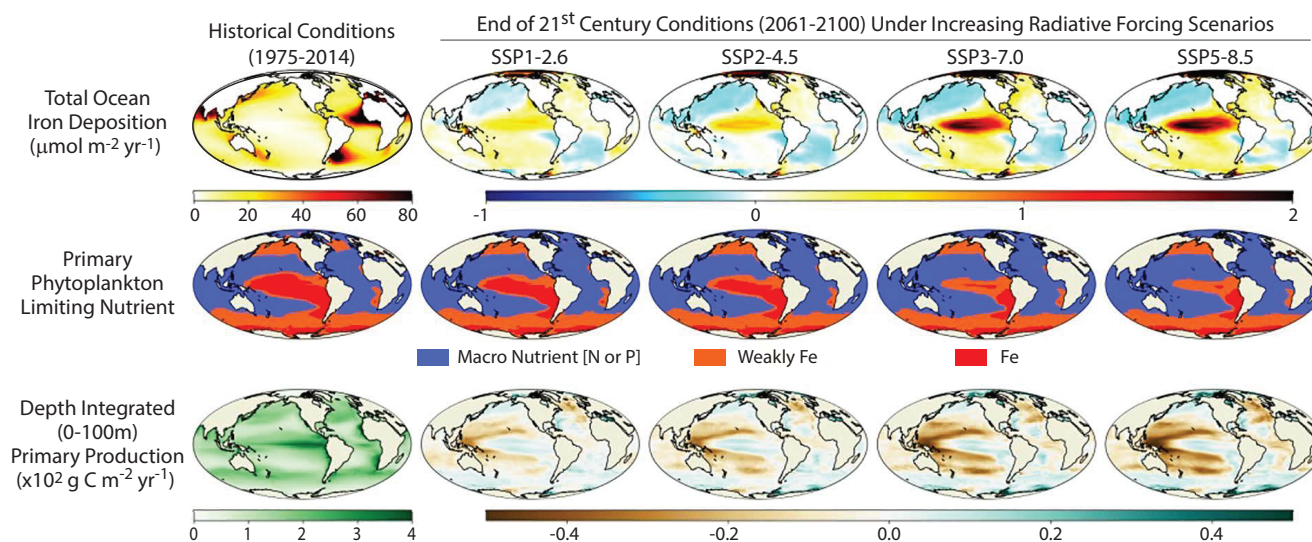 Historical Conditions
(1975-2014)
End of 21st Century Conditions (2061-2100) Under Increasing Radiative Forcing Scenarios
SSP1-2.6
SSP2-4.5
SSP3-7.0
SSP5-8.5
Total Ocean
Iron Deposition
(µmol m-2 yr-1)
0 20 40 60 80
-1 0 1 2
Primary
Phytoplankton
Limiting Nutrient
Macro Nutrient [N or P]
Weakly Fe
Fe
Depth Integrated
(0-100m)
Primary Production
(x102 g C m-2 yr-1)
0 1 2 3 4
-0.4 -0.2 0.0 0.2 0.4